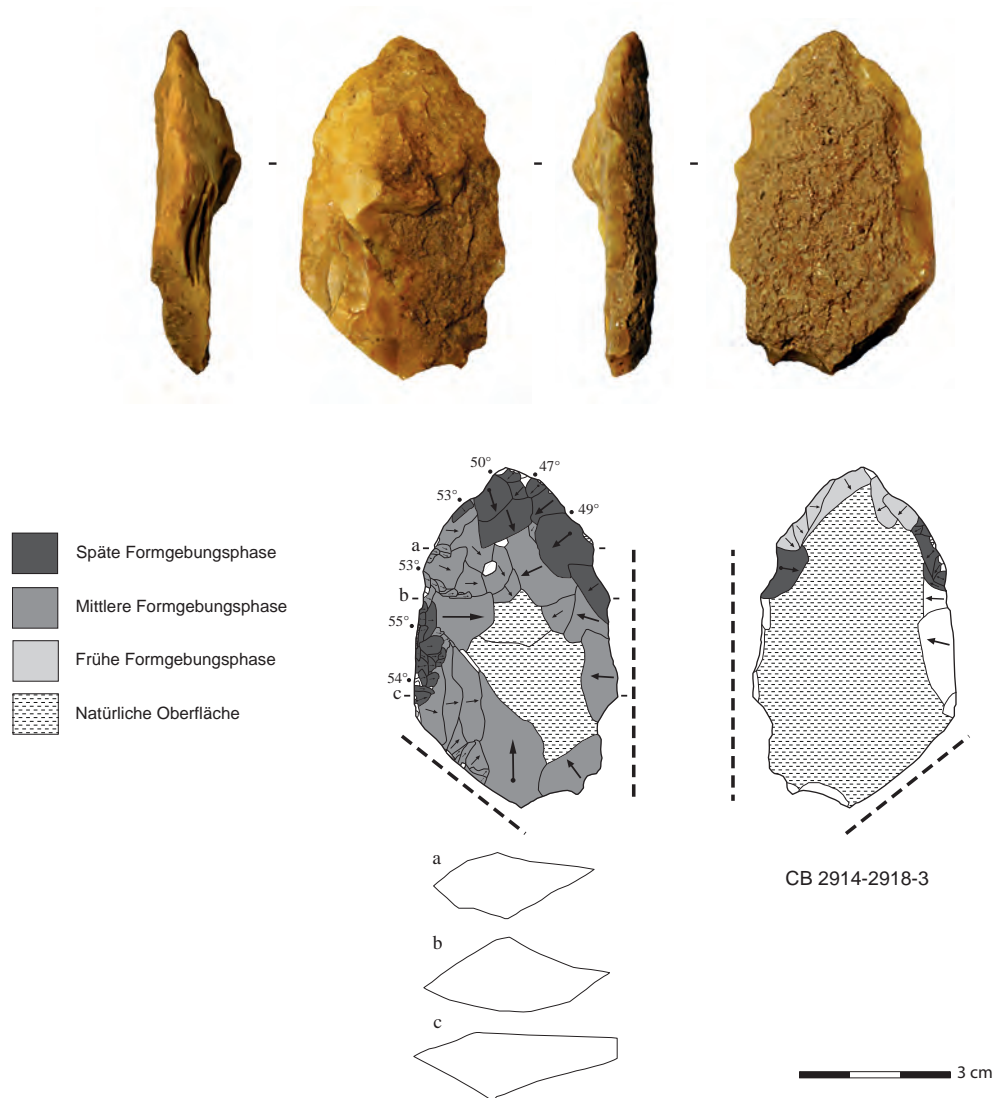 50°
47°
53°
49°
a
53°
b
55°
54°
c
Späte Formgebungsphase
Mittlere Formgebungsphase
Frühe Formgebungsphase
Natürliche Oberfläche
a
CB 2914-2918-3
b
c
3 cm